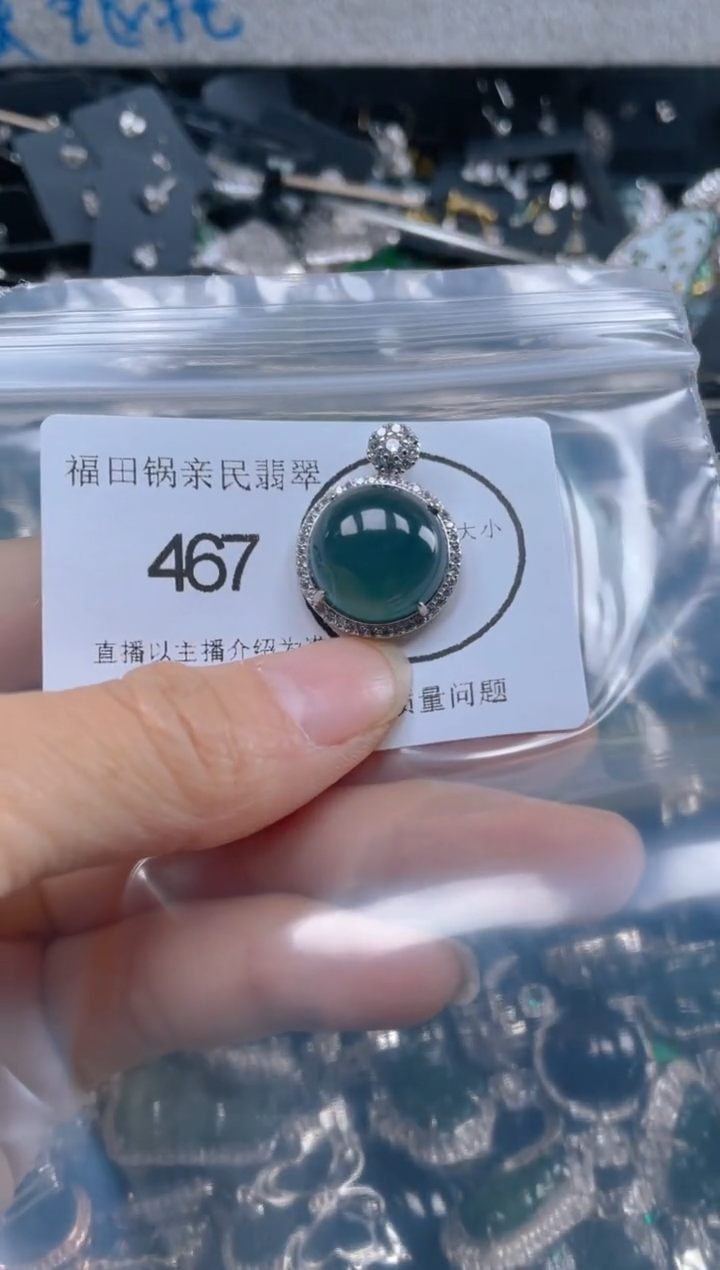 福田锅亲民翡翠
467
大小
直播以主播介绍为准
质量问题